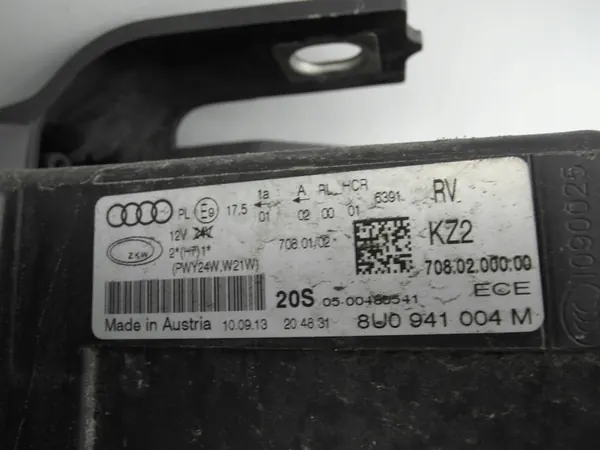 1a A RL HCR 6391 RV
PL E9 17,5 01 02 00 01
12V 708.01/02 KZ2
ZKW 2*(H7)1*
(PWY24W,W21W) 708.02.000.00
20S 05-00480541 ECE
Made in Austria 10.09.13 20 48 31 8U0 941 004 M
1090025